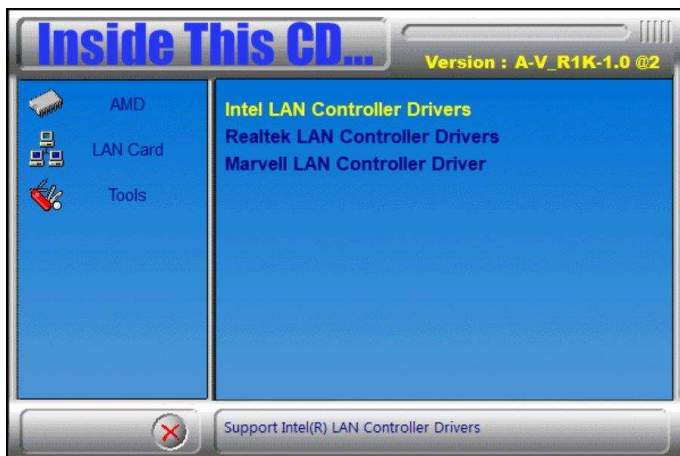 Inside This CD...
Version : A-V_R1K-1.0 @2
AMD
LAN Card
Tools
Intel LAN Controller Drivers
Realtek LAN Controller Drivers
Marvell LAN Controller Driver
Support Intel(R) LAN Controller Drivers